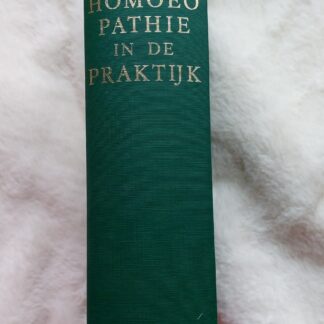 HOMOEO
PATHIE
IN DE
PRAKTIJK